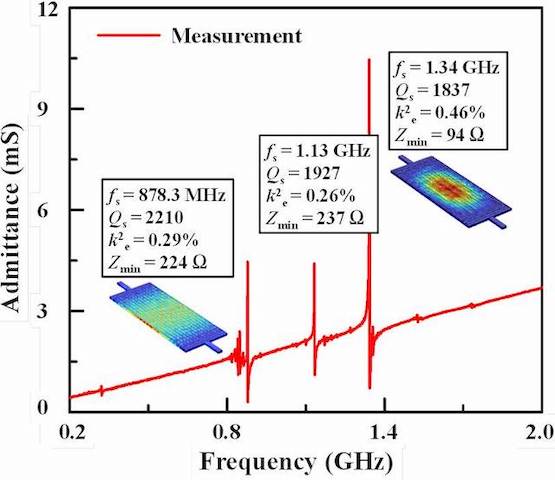 12
9
6
3
0
Admittance (mS)
Measurement
fₛ = 1.34 GHz
Qₛ = 1837
k²ₑ = 0.46%
Zₘᵢₙ = 94 Ω
fₛ = 1.13 GHz
Qₛ = 1927
k²ₑ = 0.26%
Zₘᵢₙ = 237 Ω
fₛ = 878.3 MHz
Qₛ = 2210
k²ₑ = 0.29%
Zₘᵢₙ = 224 Ω
0.2 0.8 1.4 2.0
Frequency (GHz)